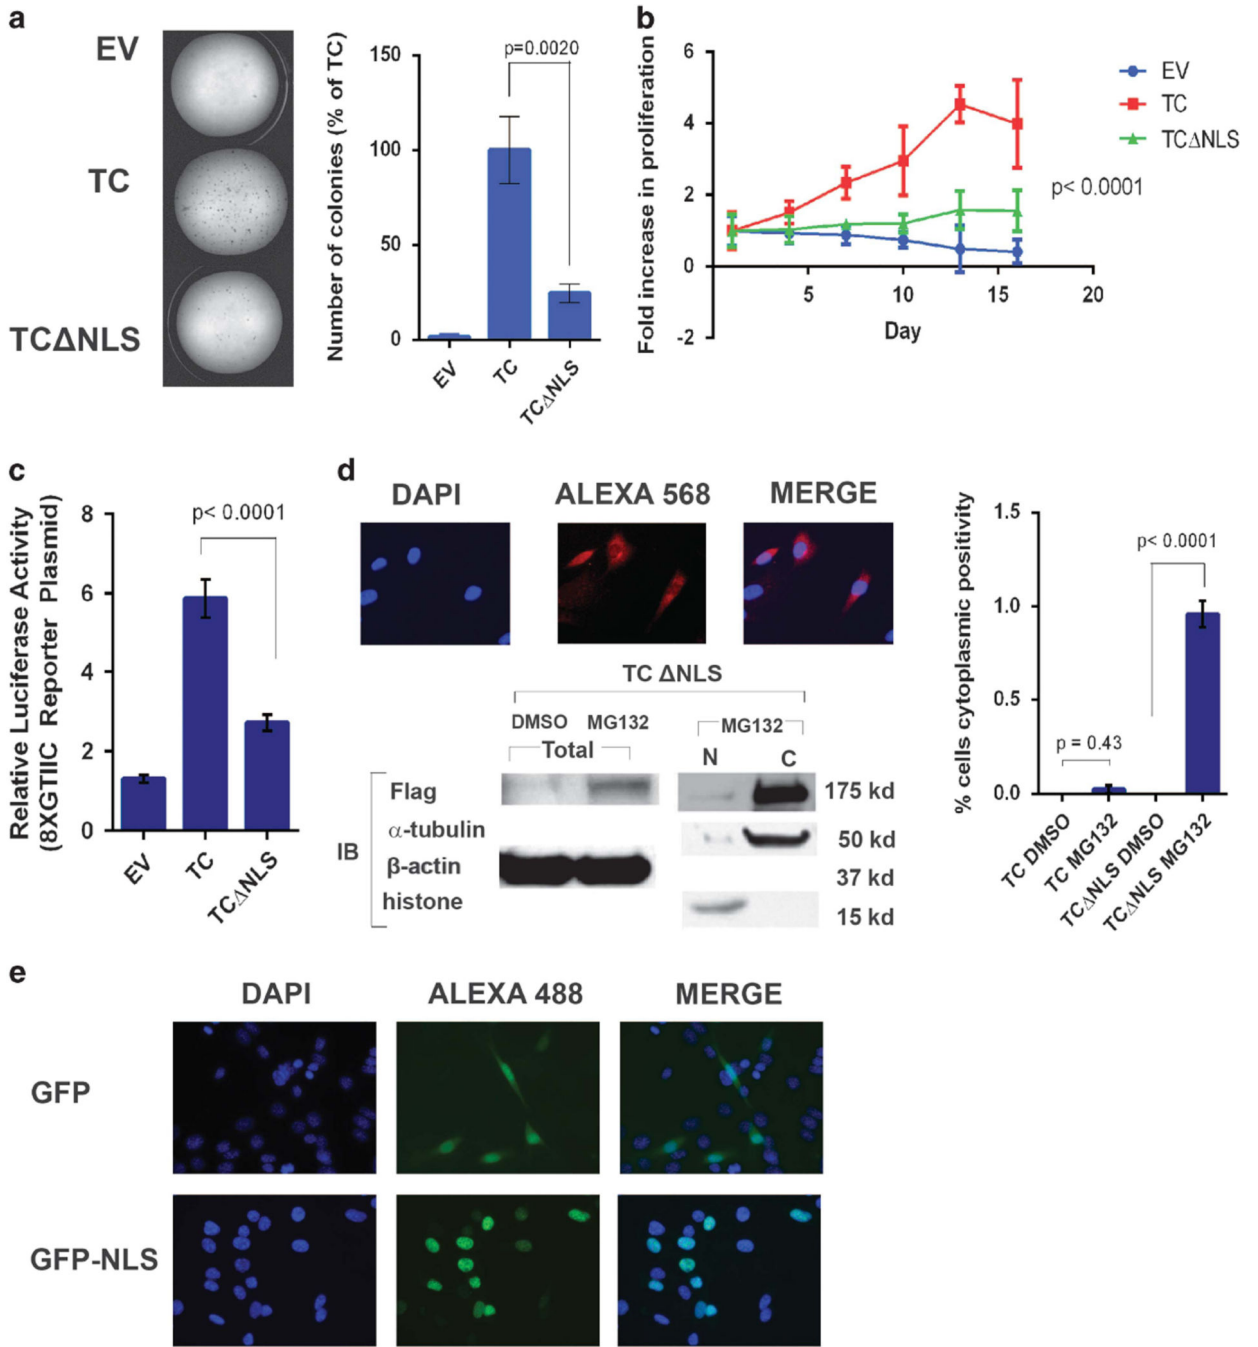 a
EV
TC
TCΔNLS
Number of colonies (% of TC)
150
100
50
0
p=0.0020
EV
TC
TCΔNLS
b
Fold increase in proliferation
6
4
2
0
-2
5
10
15
20
Day
EV
TC
TCΔNLS
p< 0.0001
c
Relative Luciferase Activity
(8XGTIIC Reporter Plasmid)
8
6
4
2
0
p< 0.0001
EV
TC
TCΔNLS
d
DAPI
ALEXA 568
MERGE
TC ΔNLS
DMSO
MG132
Total
MG132
N
C
IB
Flag
α-tubulin
β-actin
histone
175 kd
50 kd
37 kd
15 kd
% cells cytoplasmic positivity
1.5
1.0
0.5
0.0
p = 0.43
p< 0.0001
TC DMSO
TC MG132
TCΔNLS DMSO
TCΔNLS MG132
e
DAPI
ALEXA 488
MERGE
GFP
GFP-NLS